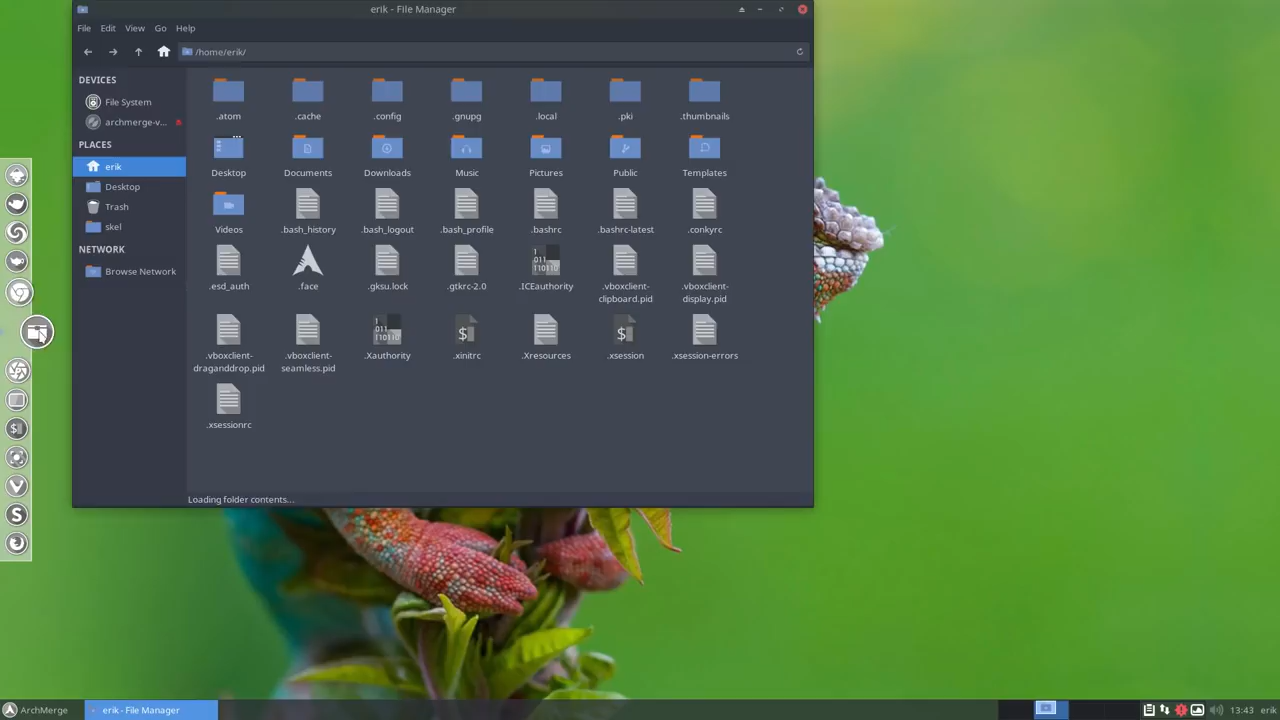 erik - File Manager
File Edit View Go Help
/home/erik/
DEVICES
File System
archmerge-v...
PLACES
erik
Desktop
Trash
skel
NETWORK
Browse Network
.atom .cache .config .gnupg .local .pki .thumbnails
Desktop Documents Downloads Music Pictures Public Templates
Videos .bash_history .bash_logout .bash_profile .bashrc .bashrc-latest .conkyrc
.esd_auth .face .gksu.lock .gtkrc-2.0 .ICEauthority .vboxclient-clipboard.pid .vboxclient-display.pid
.vboxclient-draganddrop.pid .vboxclient-seamless.pid .Xauthority .xinitrc .Xresources .xsession .xsession-errors
.xsessionrc
Loading folder contents...
ArchMerge erik - File Manager 13:43 erik